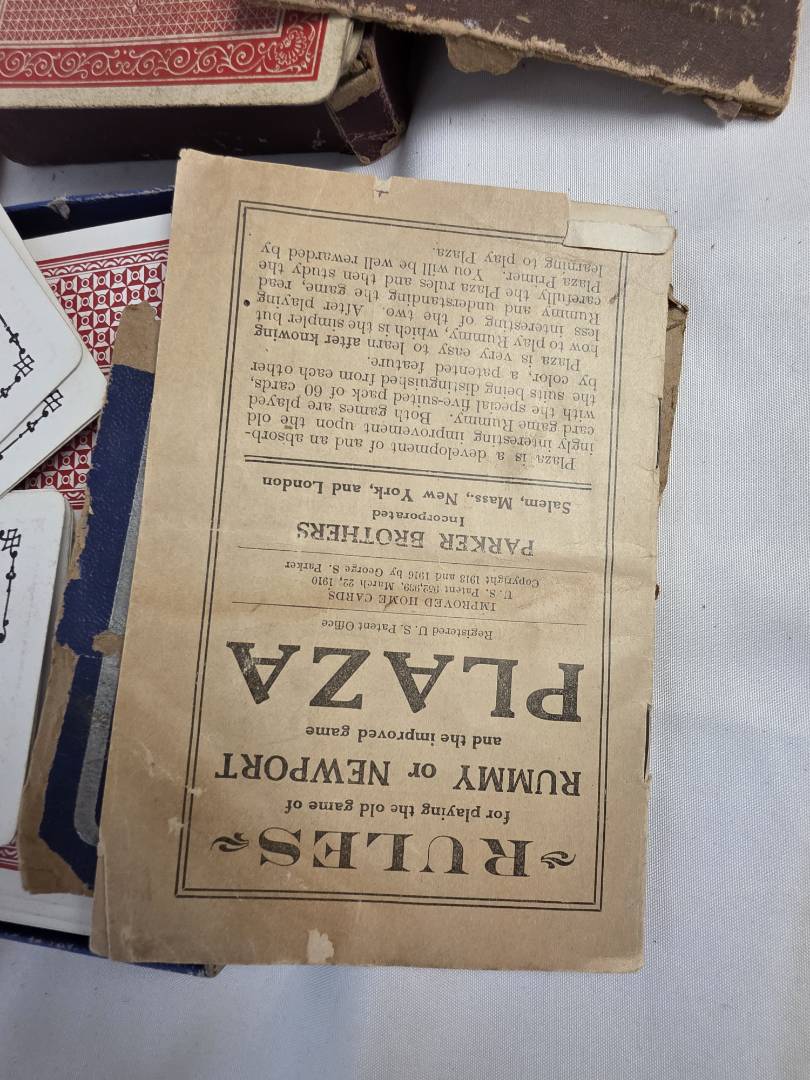 RULES
for playing the old game of
RUMMY or NEWPORT
and the improved game
PLAZA
Registered U. S. Patent Office
IMPROVED HOME CARDS
U. S. Patent 952,939, March 22, 1910
Copyright 1913 and 1916 by George S. Parker
PARKER BROTHERS
Incorporated
Salem, Mass., New York, and London
Plaza is a development of and an absorb-
ingly interesting improvement upon the old
card game Rummy. Both games are played
with the special five-suited pack of 60 cards,
the suits being distinguished from each other
by color, a patented feature.
Plaza is very easy to learn after knowing
how to play Rummy, which is the simpler but
less interesting of the two. After playing
Rummy and understanding the game, read
carefully the Plaza rules and then study the
Plaza Primer. You will be well rewarded by
learning to play Plaza.